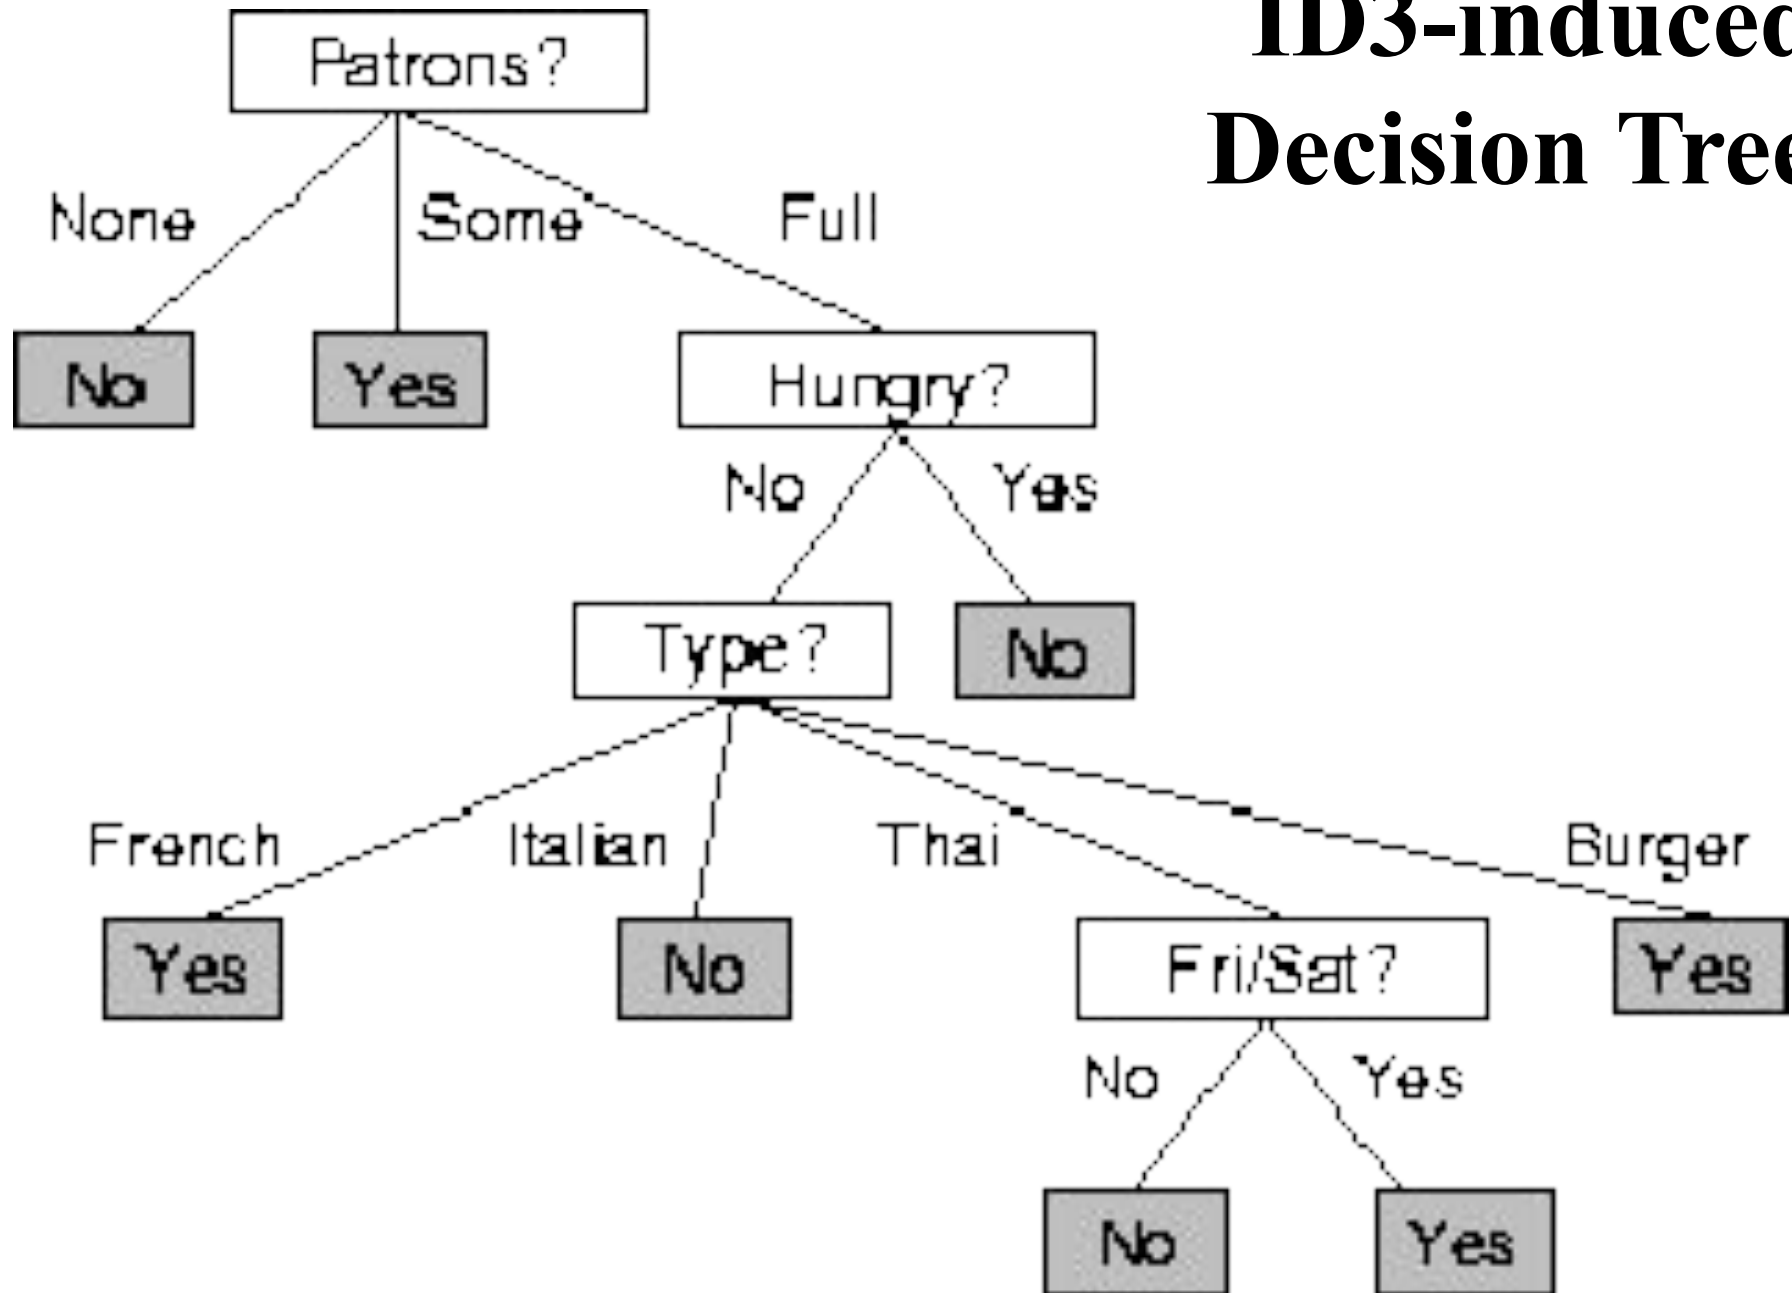 ID3-induced
Decision Tree
Patrons?
None
Some
Full
No
Yes
Hungry?
No
Yes
Type?
No
French
Italian
Thai
Burger
Yes
No
Fri/Sat?
Yes
No
Yes
No
Yes